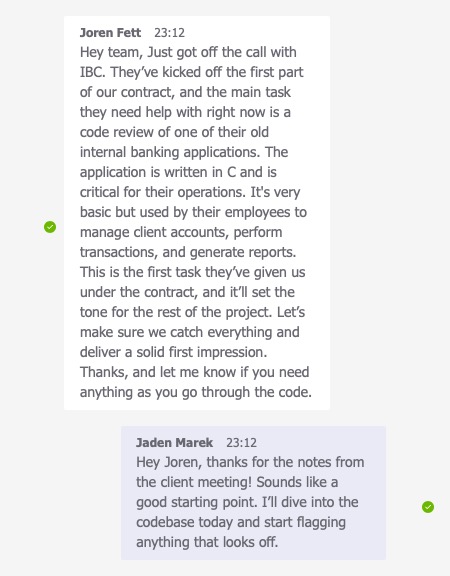 Joren Fett 23:12
Hey team, Just got off the call with
IBC. They’ve kicked off the first part
of our contract, and the main task
they need help with right now is a
code review of one of their old
internal banking applications. The
application is written in C and is
critical for their operations. It's very
basic but used by their employees to
manage client accounts, perform
transactions, and generate reports.
This is the first task they’ve given us
under the contract, and it’ll set the
tone for the rest of the project. Let’s
make sure we catch everything and
deliver a solid first impression.
Thanks, and let me know if you need
anything as you go through the code.
Jaden Marek 23:12
Hey Joren, thanks for the notes from
the client meeting! Sounds like a
good starting point. I’ll dive into the
codebase today and start flagging
anything that looks off.